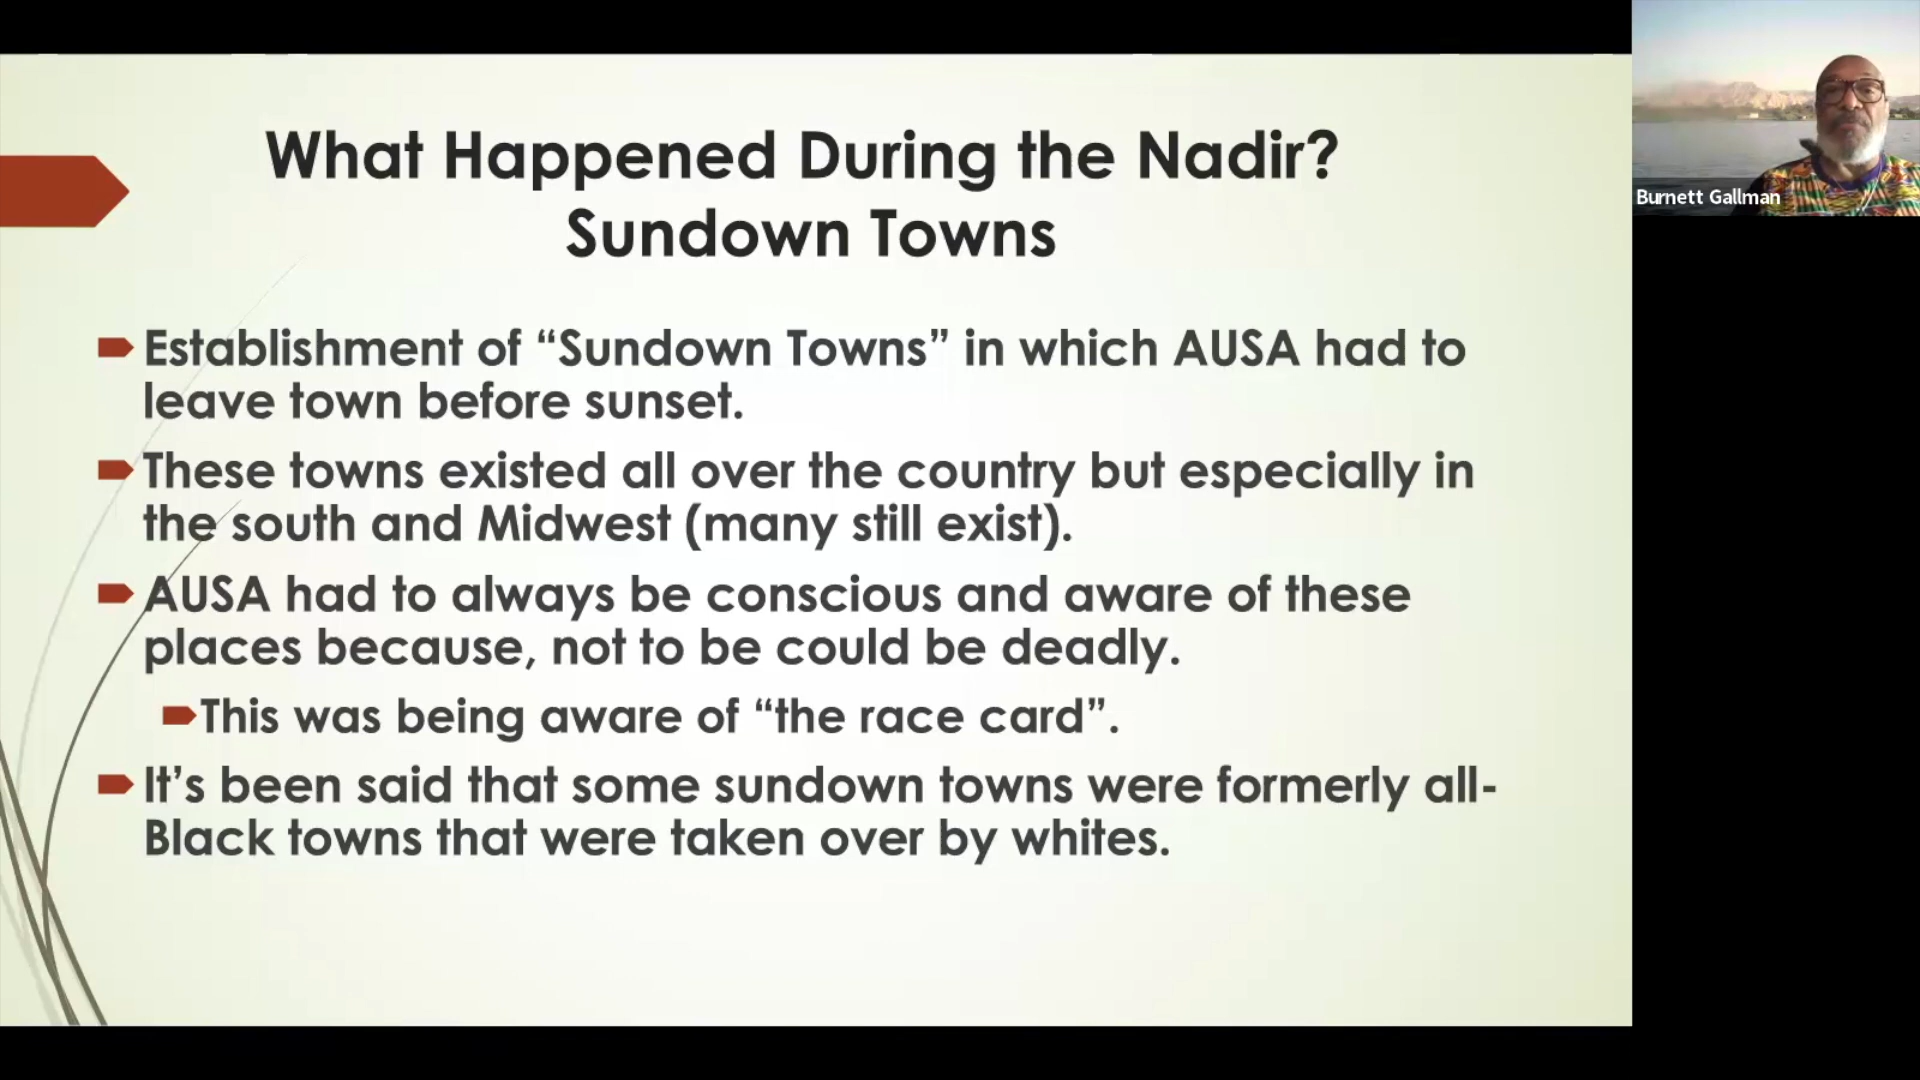 What Happened During the Nadir?
Sundown Towns
Establishment of “Sundown Towns” in which AUSA had to
leave town before sunset.
These towns existed all over the country but especially in
the south and Midwest (many still exist).
AUSA had to always be conscious and aware of these
places because, not to be could be deadly.
This was being aware of “the race card”.
It’s been said that some sundown towns were formerly all-
Black towns that were taken over by whites.
Burnett Gallman